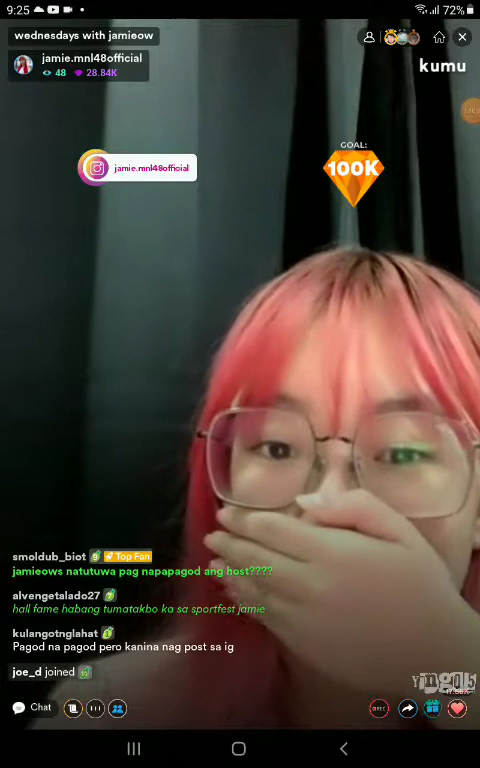 9:25
72%
wednesdays with jamieow
jamie.mnl48official
48 28.84K
kumu
GOAL:
100K
jamie.mnl48official
smoldub_biot 9 Top Fan
jamieows natutuwa pag napapagod ang host????
alvengetalado27
hall fame habang tumatakbo ka sa sportfest jamie
kulangotnglahat
Pagod na pagod pero kanina nag post sa ig
joe_d joined
Chat
REC